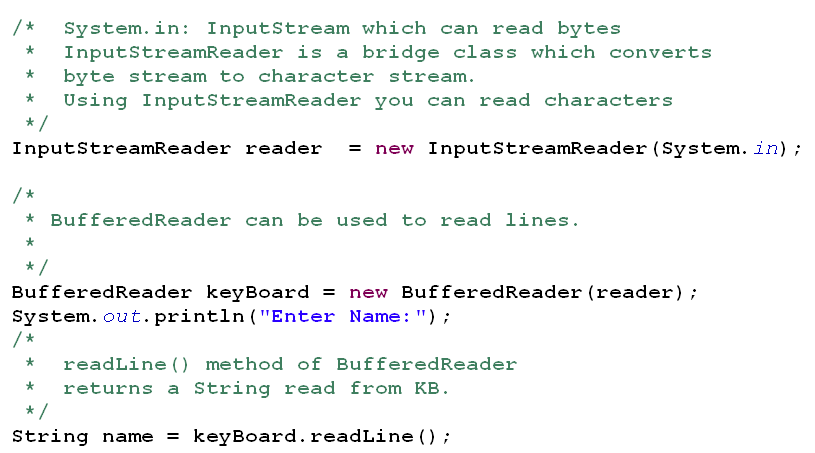 /*  System.in: InputStream which can read bytes
 *  InputStreamReader is a bridge class which converts
 *  byte stream to character stream.
 *  Using InputStreamReader you can read characters
 */
InputStreamReader reader  = new InputStreamReader(System.in);
/*
 * BufferedReader can be used to read lines.
 *
 */
BufferedReader keyBoard = new BufferedReader(reader);
System.out.println("Enter Name:");
/*
 *  readLine() method of BufferedReader
 *  returns a String read from KB.
 */
String name = keyBoard.readLine();